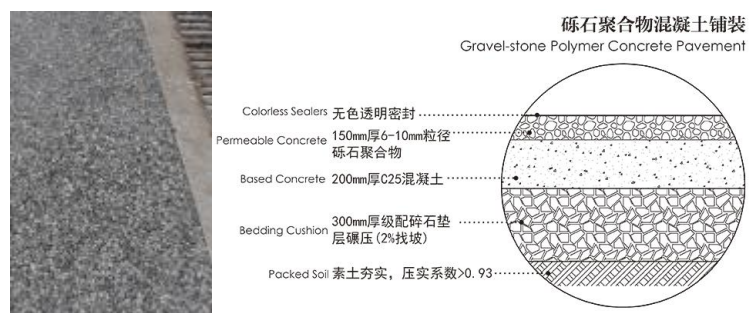 砾石聚合物混凝土铺装
Gravel-stone Polymer Concrete Pavement
Colorless Sealers 无色透明密封
Permeable Concrete 150mm厚6-10mm粒径
砾石聚合物
Based Concrete 200mm厚C25混凝土
300mm厚级配碎石垫
Bedding Cushion 层碾压(2%找坡)
Packed Soil 素土夯实，压实系数>0.93